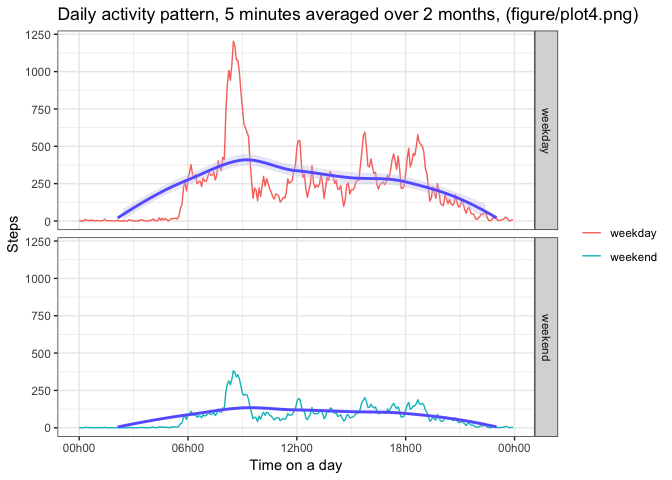 Daily activity pattern, 5 minutes averaged over 2 months, (figure/plot4.png)
Steps
1250
1000
750
500
250
0
weekday
1250
1000
750
500
250
0
weekend
00h00 06h00 12h00 18h00 00h00
Time on a day
weekday
weekend